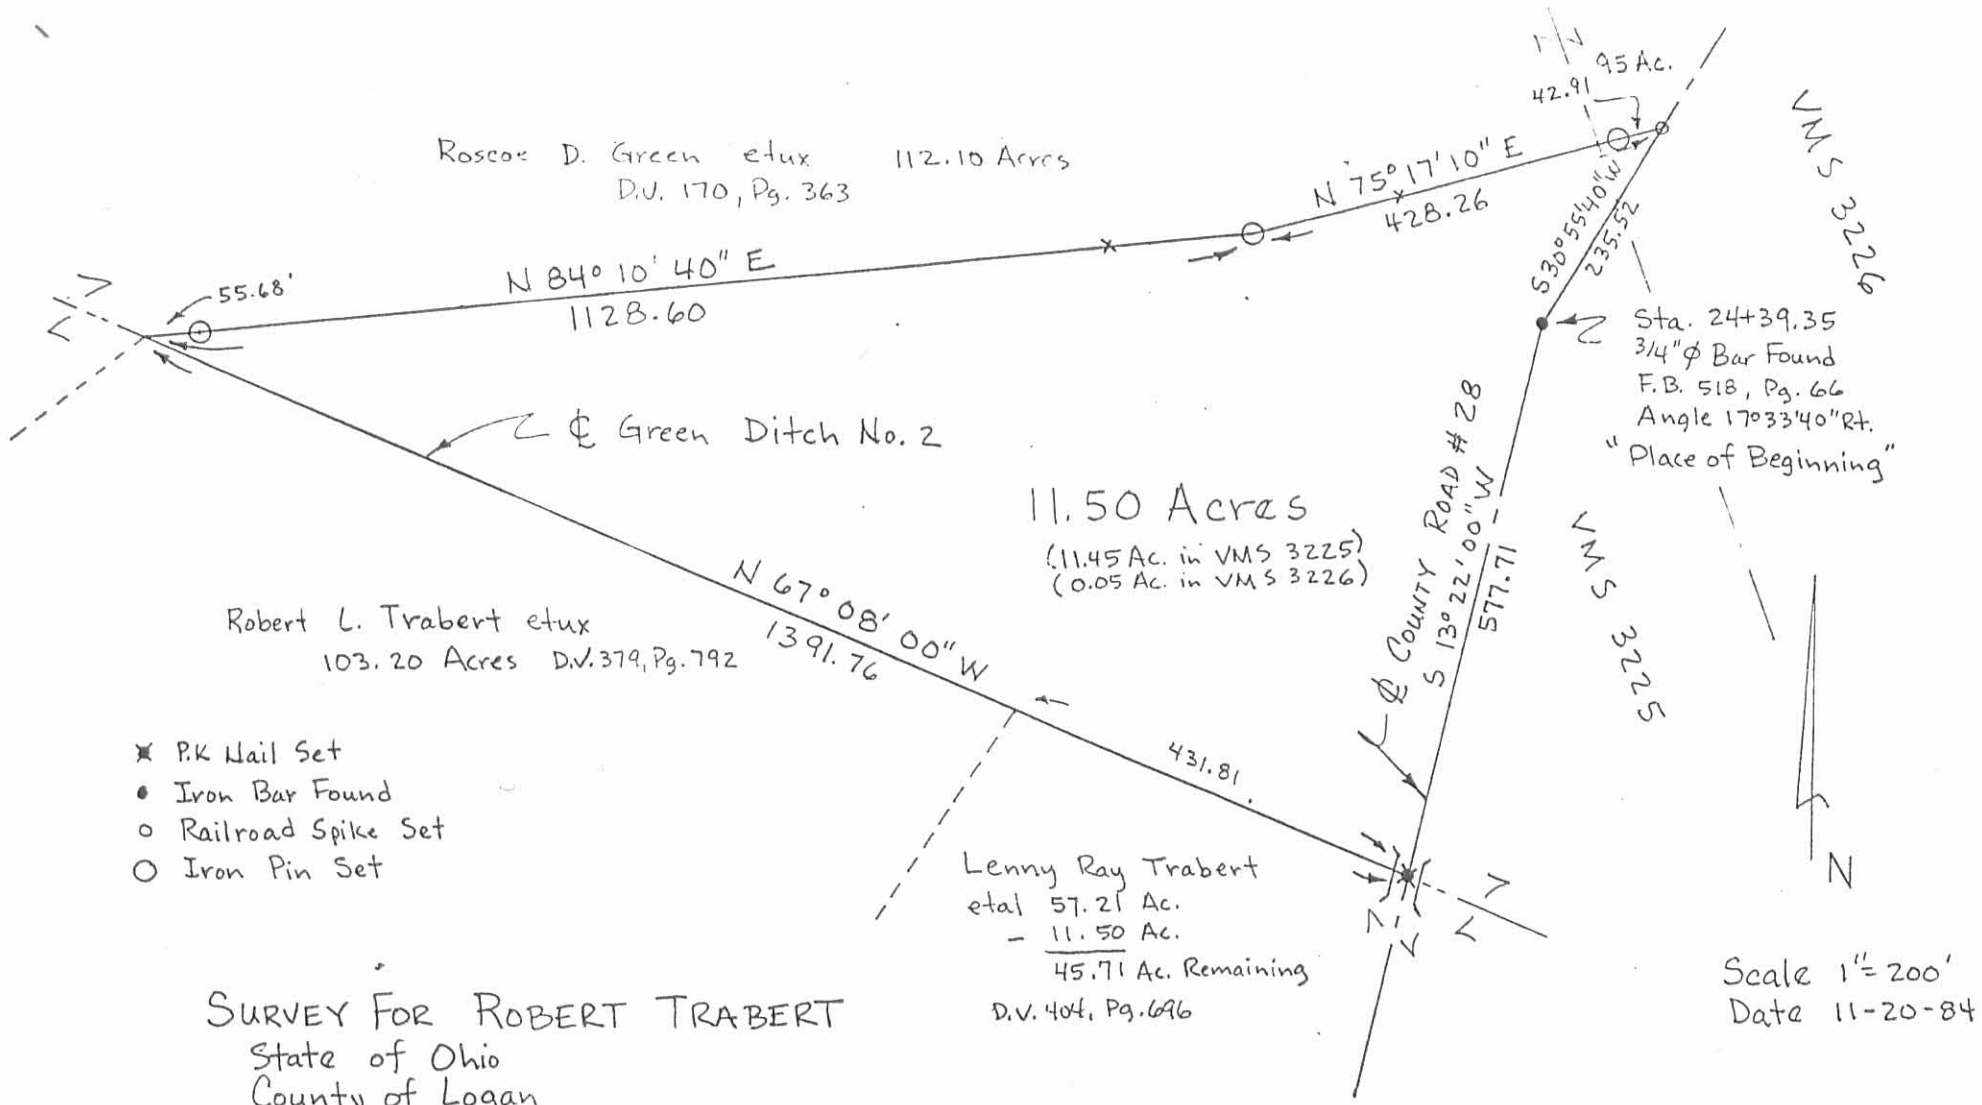 95 Ac.
42.91
Roscoe D. Green etux 112.10 Acres
D.V. 170, Pg. 363
N 75° 17' 10" E
428.26
S 30° 55' 40" W
235.52
VMS 3226
N 84° 10' 40" E
1128.60
55.68'
Sta. 24+39.35
3/4"ϕ Bar Found
F.B. 518, Pg. 66
Angle 17°33'40" Rt.
"Place of Beginning"
℄ Green Ditch No. 2
11.50 Acres
(11.45 Ac. in VMS 3225)
(0.05 Ac. in VMS 3226)
℄ COUNTY ROAD # 28
S 13° 22' 00" W
577.71
VMS 3225
N 67° 08' 00" W
1391.76
Robert L. Trabert etux
103.20 Acres D.V. 379, Pg. 792
431.81
P.K Nail Set
Iron Bar Found
Railroad Spike Set
Iron Pin Set
Lenny Ray Trabert
etal 57.21 Ac.
- 11.50 Ac.
45.71 Ac. Remaining
D.V. 404, Pg. 696
N
Scale 1"= 200'
Date 11-20-84
SURVEY FOR ROBERT TRABERT
State of Ohio
County of Logan